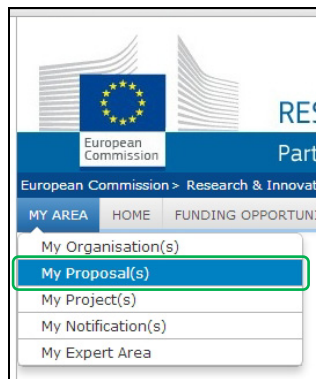 RES
European
Commission
Part
European Commission > Research & Innovat
MY AREA HOME FUNDING OPPORTUNI
My Organisation(s)
My Proposal(s)
My Project(s)
My Notification(s)
My Expert Area